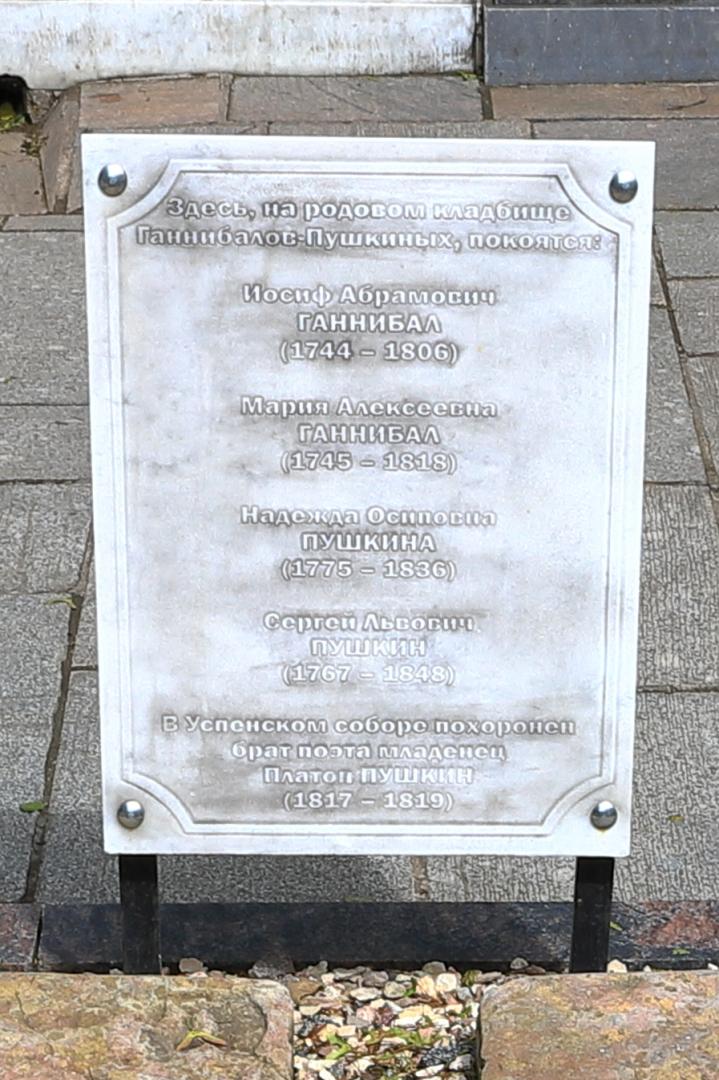 Здесь, на родовом кладбище
Ганнибалов-Пушкиных, покоятся:
Иосиф Абрамович
ГАННИБАЛ
(1744 – 1806)
Мария Алексеевна
ГАННИБАЛ
(1745 – 1818)
Надежда Осиповна
ПУШКИНА
(1775 – 1836)
Сергей Львович
ПУШКИН
(1767 – 1848)
В Успенском соборе похоронен
брат поэта младенец
Платон ПУШКИН
(1817 – 1819)